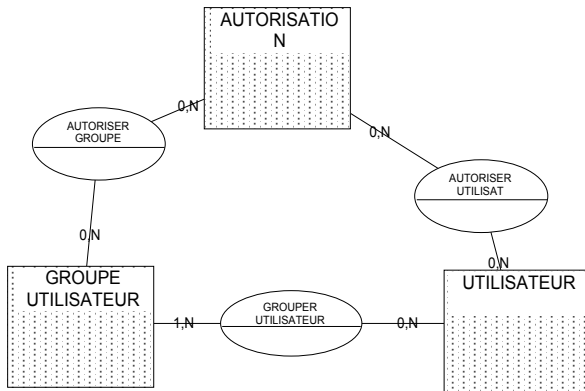 AUTORISATIO
N
0,N
0,N
AUTORISER
GROUPE
AUTORISER
UTILISAT
0,N
0,N
GROUPE
UTILISATEUR
UTILISATEUR
GROUPER
UTILISATEUR
1,N
0,N